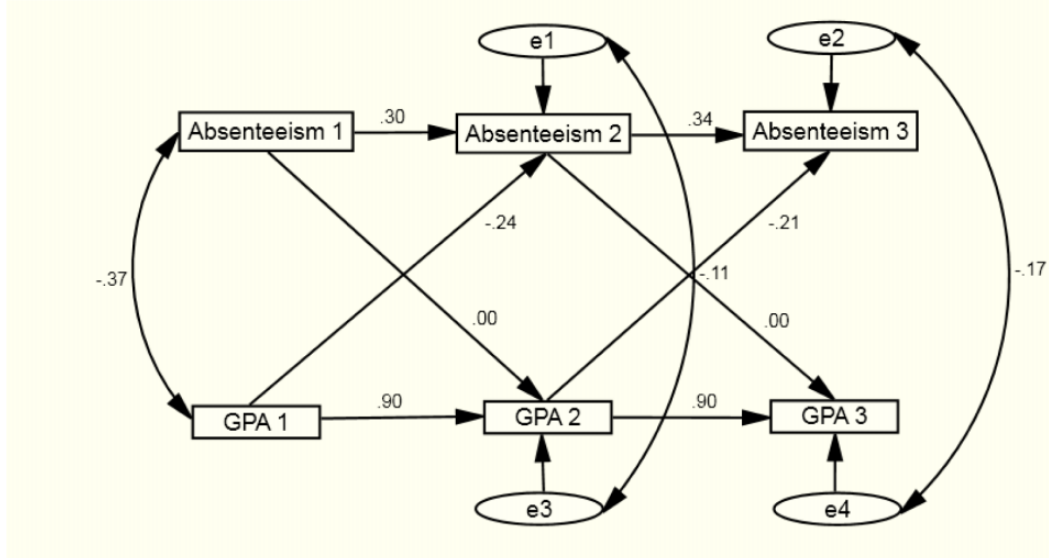 e1
e2
Absenteeism 1
.30
Absenteeism 2
.34
Absenteeism 3
-.24
-.21
-.37
-.11
-.17
.00
.00
GPA 1
.90
GPA 2
.90
GPA 3
e3
e4